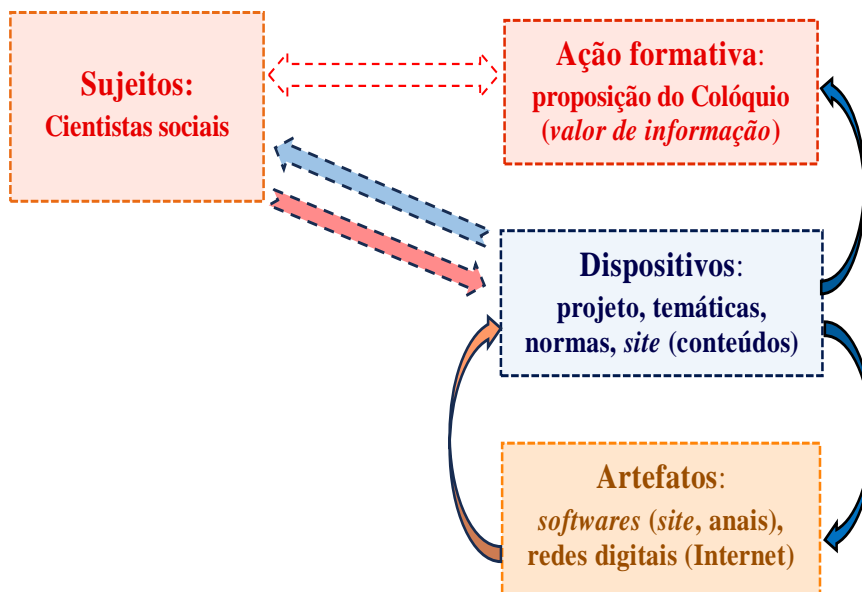 Sujeitos:
Cientistas sociais
Ação formativa:
proposição do Colóquio
(valor de informação)
Dispositivos:
projeto, temáticas,
normas, site (conteúdos)
Artefatos:
softwares (site, anais),
redes digitais (Internet)